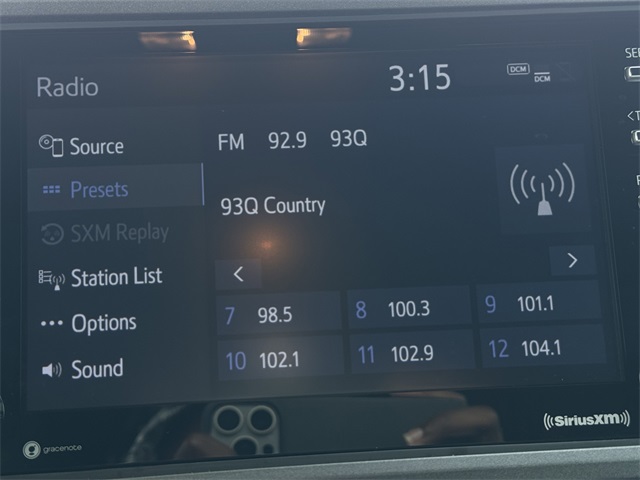 Radio
3:15
DCM
DCM
Source
FM 92.9 93Q
Presets
93Q Country
SXM Replay
Station List
< >
7 98.5 8 100.3 9 101.1
Options
10 102.1 11 102.9 12 104.1
Sound
SiriusXM
gracenote